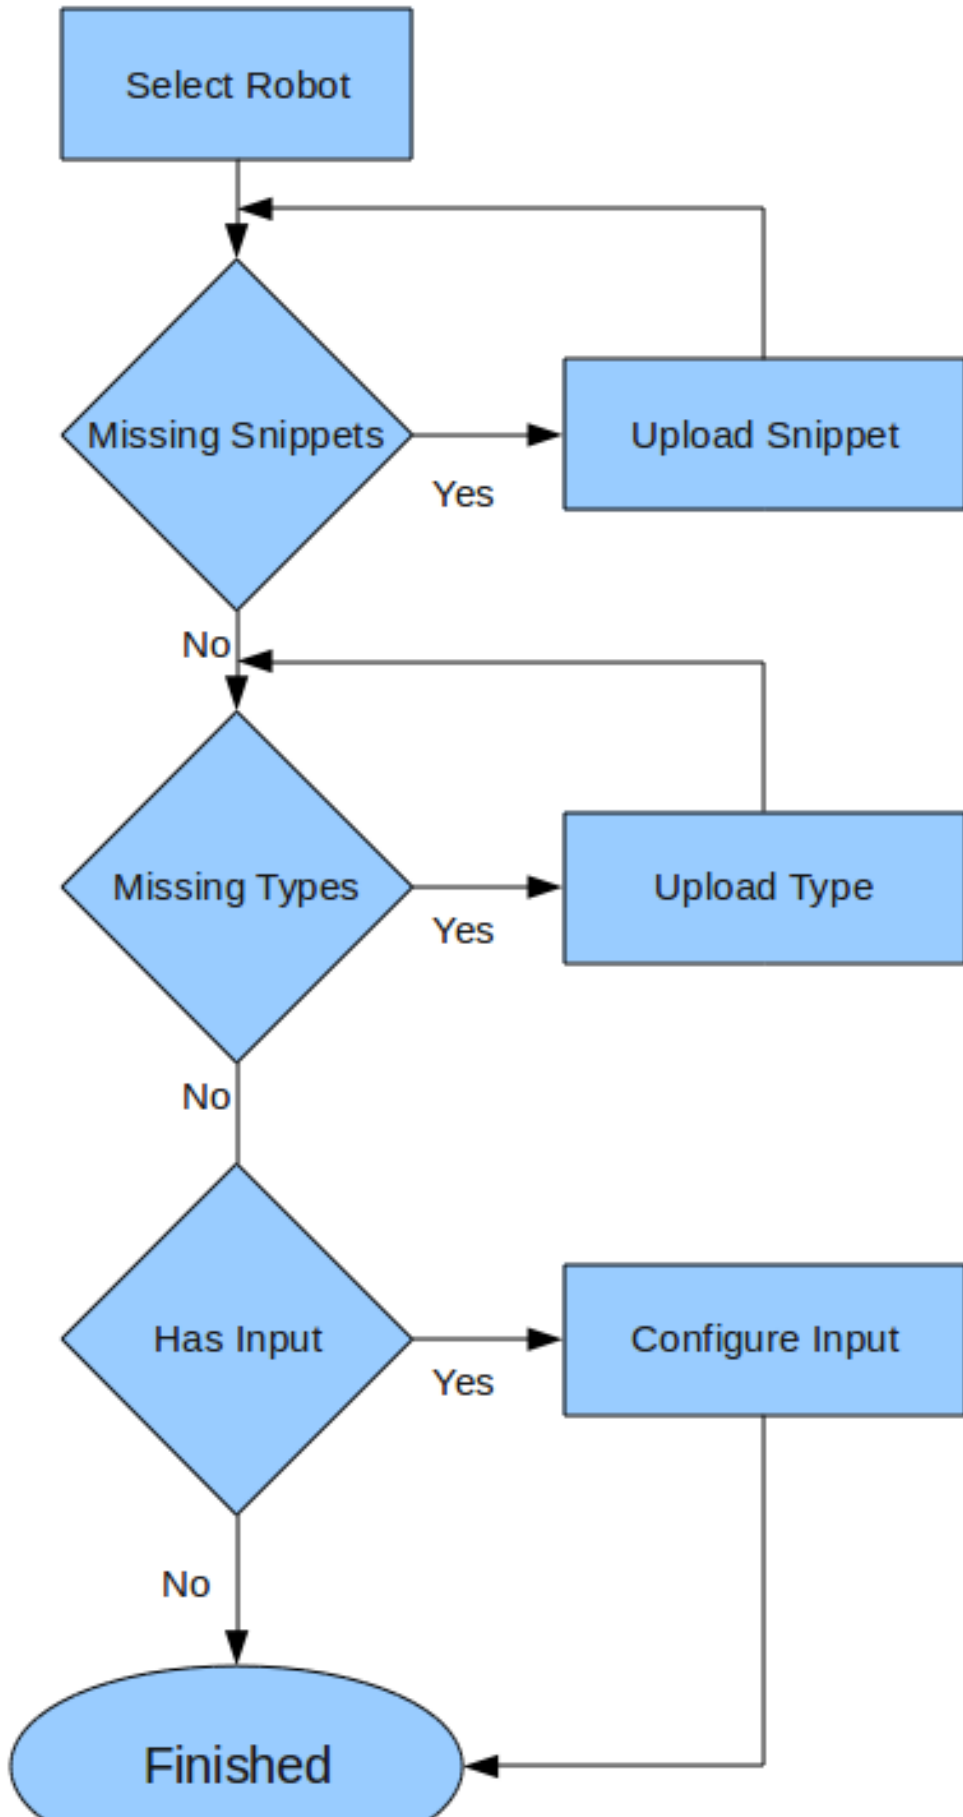 Select Robot
Missing Snippets
Yes
Upload Snippet
No
Missing Types
Yes
Upload Type
No
Has Input
Yes
Configure Input
No
Finished